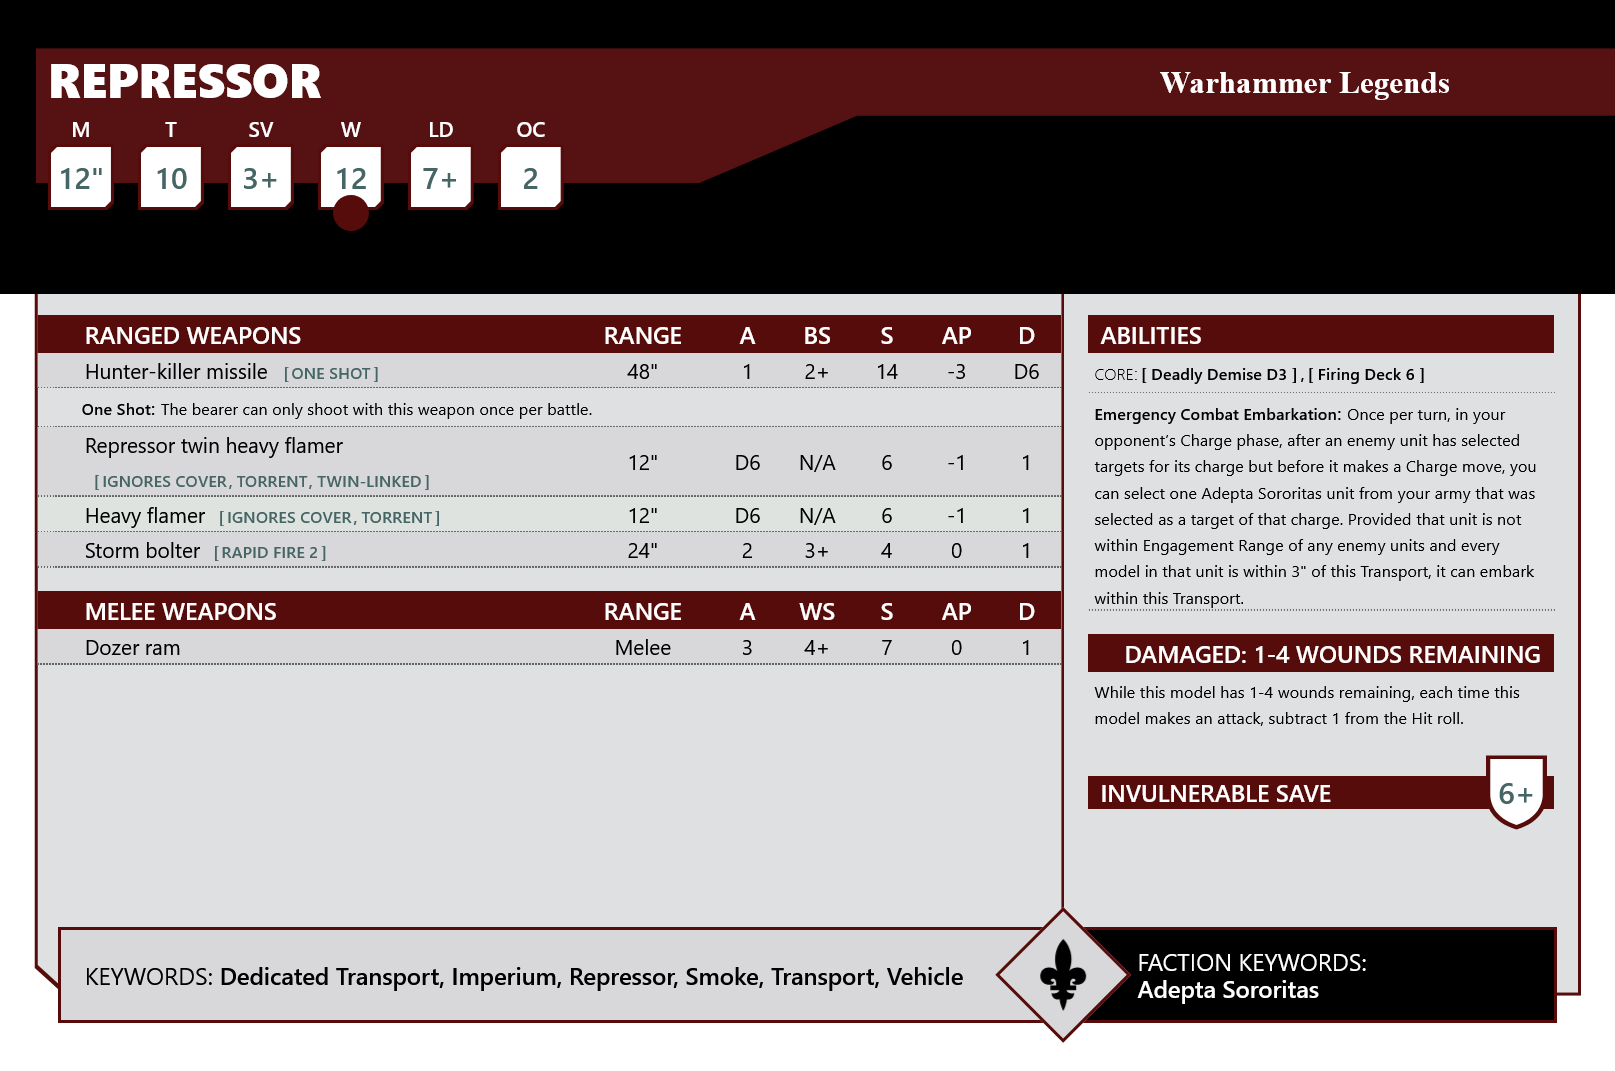 REPRESSOR
Warhammer Legends
M T SV W LD OC
12" 10 3+ 12 7+ 2
RANGED WEAPONS RANGE A BS S AP D
Hunter-killer missile [ONE SHOT] 48" 1 2+ 14 -3 D6
One Shot: The bearer can only shoot with this weapon once per battle.
Repressor twin heavy flamer
[IGNORES COVER, TORRENT, TWIN-LINKED] 12" D6 N/A 6 -1 1
Heavy flamer [IGNORES COVER, TORRENT] 12" D6 N/A 6 -1 1
Storm bolter [RAPID FIRE 2] 24" 2 3+ 4 0 1
MELEE WEAPONS RANGE A WS S AP D
Dozer ram Melee 3 4+ 7 0 1
ABILITIES
CORE: [ Deadly Demise D3 ] , [ Firing Deck 6 ]
Emergency Combat Embarkation: Once per turn, in your
opponent’s Charge phase, after an enemy unit has selected
targets for its charge but before it makes a Charge move, you
can select one Adepta Sororitas unit from your army that was
selected as a target of that charge. Provided that unit is not
within Engagement Range of any enemy units and every
model in that unit is within 3" of this Transport, it can embark
within this Transport.
DAMAGED: 1-4 WOUNDS REMAINING
While this model has 1-4 wounds remaining, each time this
model makes an attack, subtract 1 from the Hit roll.
INVULNERABLE SAVE 6+
KEYWORDS: Dedicated Transport, Imperium, Repressor, Smoke, Transport, Vehicle
FACTION KEYWORDS:
Adepta Sororitas